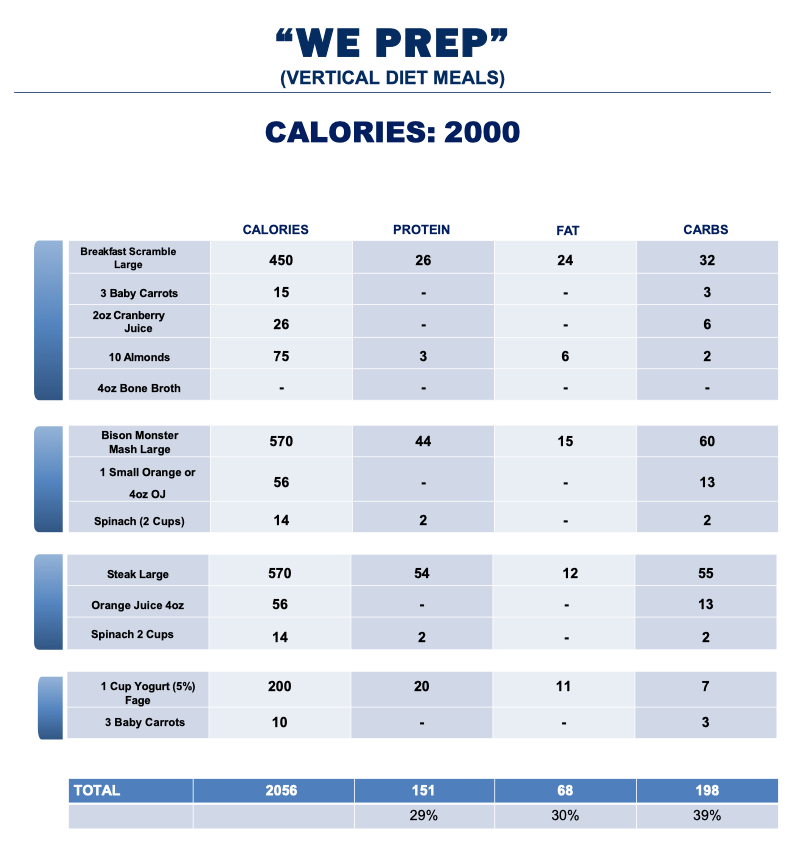 “WE PREP”
(VERTICAL DIET MEALS)
CALORIES: 2000
CALORIES PROTEIN FAT CARBS
Breakfast Scramble
Large 450 26 24 32
3 Baby Carrots 15 - - 3
2oz Cranberry
Juice 26 - - 6
10 Almonds 75 3 6 2
4oz Bone Broth - - - -
Bison Monster
Mash Large 570 44 15 60
1 Small Orange or
4oz OJ 56 - - 13
Spinach (2 Cups) 14 2 - 2
Steak Large 570 54 12 55
Orange Juice 4oz 56 - - 13
Spinach 2 Cups 14 2 - 2
1 Cup Yogurt (5%)
Fage 200 20 11 7
3 Baby Carrots 10 - - 3
TOTAL 2056 151 68 198
29% 30% 39%